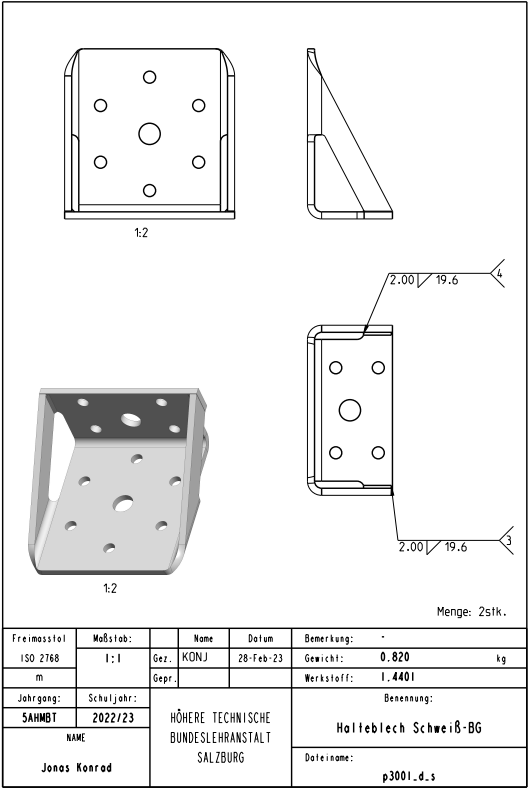 1:2
4
2.00 19.6
1:2
2.00 19.6
3
Menge: 2stk.
Freimasstol Maßstab: Name Datum Bemerkung: -
ISO 2768 1:1 Gez. KONJ 28-Feb-23 Gewicht: 0.820 kg
m Gepr. Werkstoff: 1.4401
Jahrgang: Schuljahr: Benennung:
5AHMBT 2022/23 HÖHERE TECHNISCHE
NAME BUNDESLEHRANSTALT Halteblech Schweiß-BG
SALZBURG Dateiname:
Jonas Konrad p3001_d_s